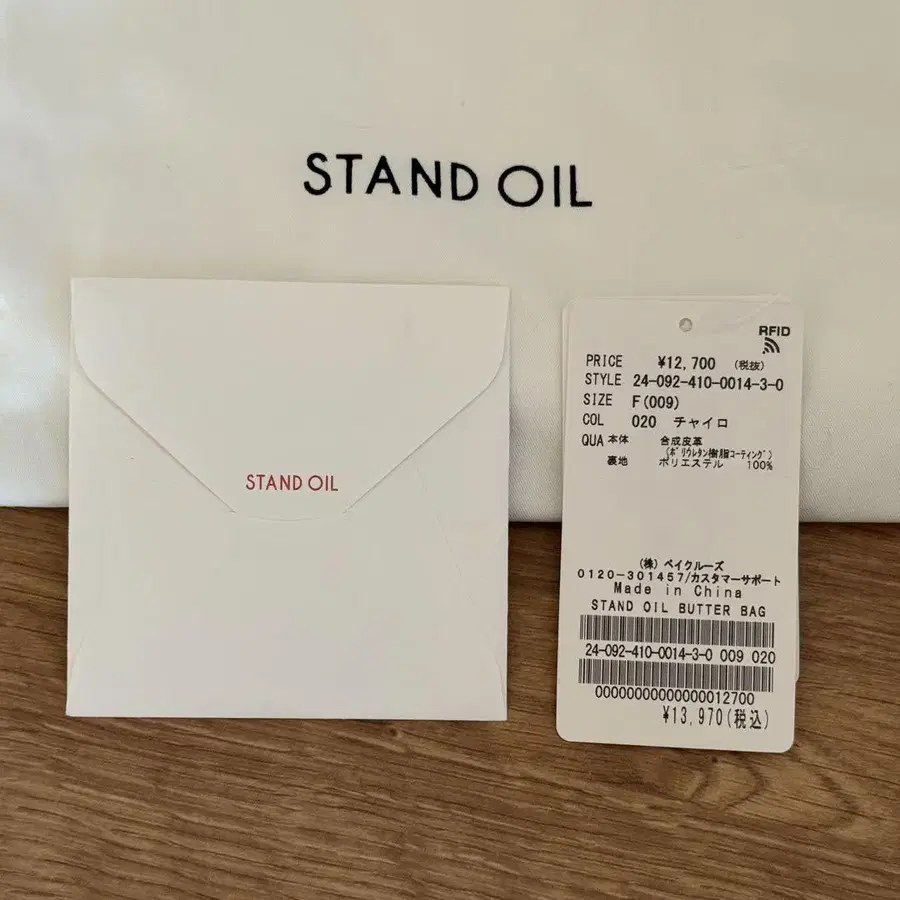 STAND OIL
STAND OIL
RFID
PRICE ¥12,700 (税抜)
STYLE 24-092-410-0014-3-0
SIZE F(009)
COL 020 チャイロ
QUA 本体 合成皮革
(ポリウレタン樹脂コーティング)
裏地 ポリエステル 100%
(株) ベイクルーズ
0120-301457/カスタマーサポート
Made in China
STAND OIL BUTTER BAG
24-092-410-0014-3-0 009 020
00000000000000012700
¥13,970(税込)